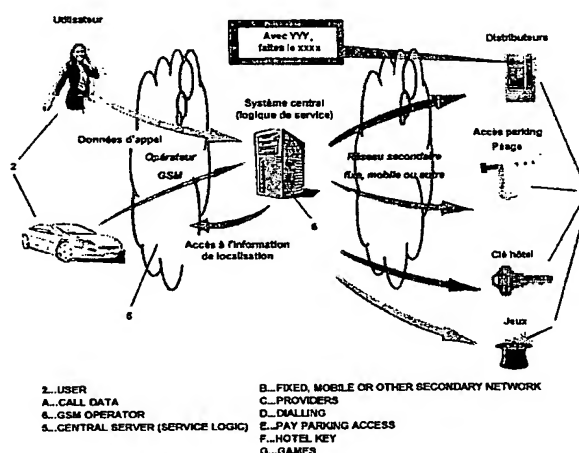 Utilisateur
Avec YYY,
faites le xxxx
Distributeurs
Système central
(logique de service)
Données d'appel
Opérateur
GSM
Réseau secondaire
fixe, mobile ou autre
Accès parking
Péage
2
6
Accès à l'information
de localisation
Clé hôtel
6
Jeux
2...USER
A...CALL DATA
6...GSM OPERATOR
5...CENTRAL SERVER (SERVICE LOGIC)
B...FIXED, MOBILE OR OTHER SECONDARY NETWORK
C...PROVIDERS
D...DIALLING
E...PAY PARKING ACCESS
F...HOTEL KEY
G...GAMES